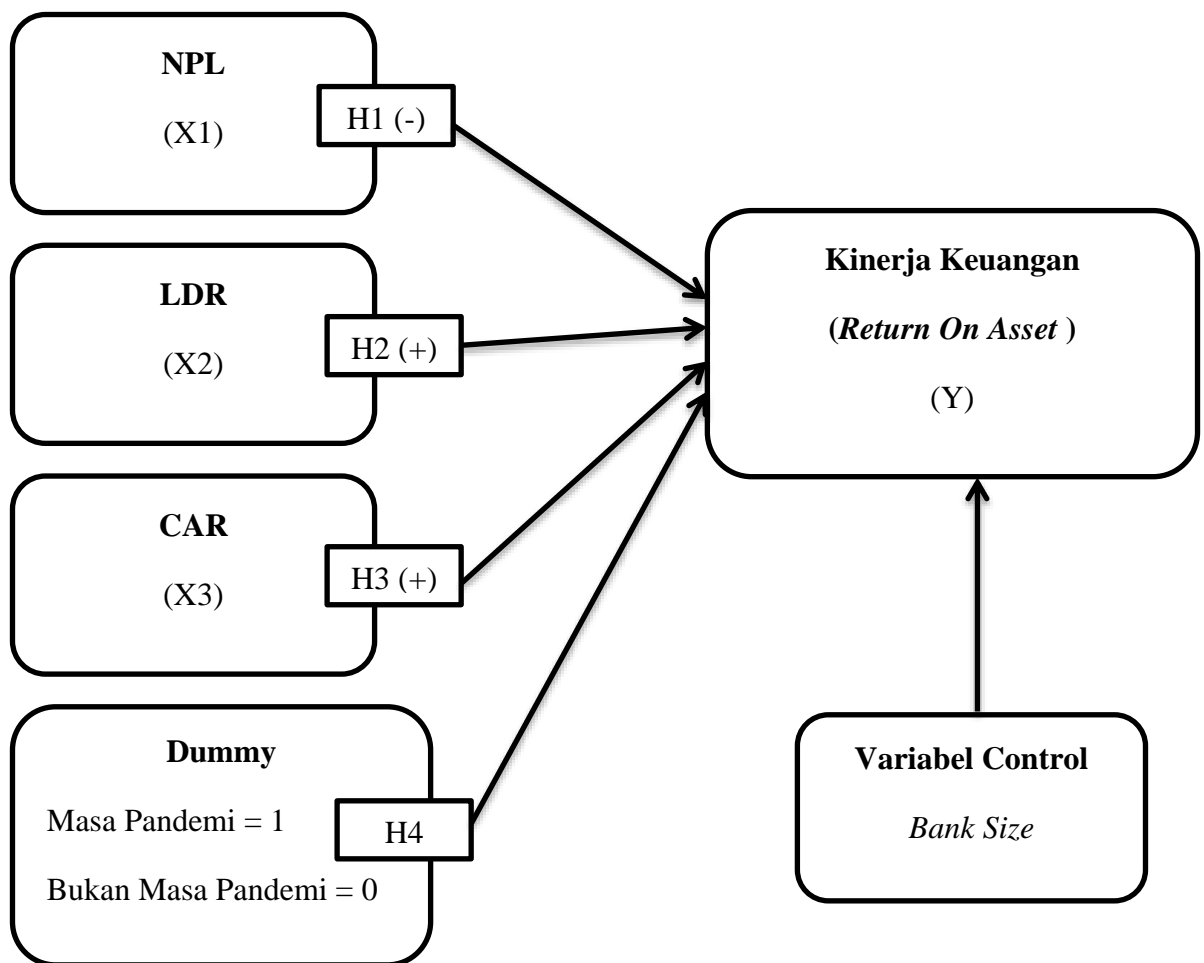 NPL
(X1)
H1 (-)
LDR
(X2)
H2 (+)
CAR
(X3)
H3 (+)
Dummy
Masa Pandemi = 1
Bukan Masa Pandemi = 0
H4
Kinerja Keuangan
(Return On Asset )
(Y)
Variabel Control
Bank Size